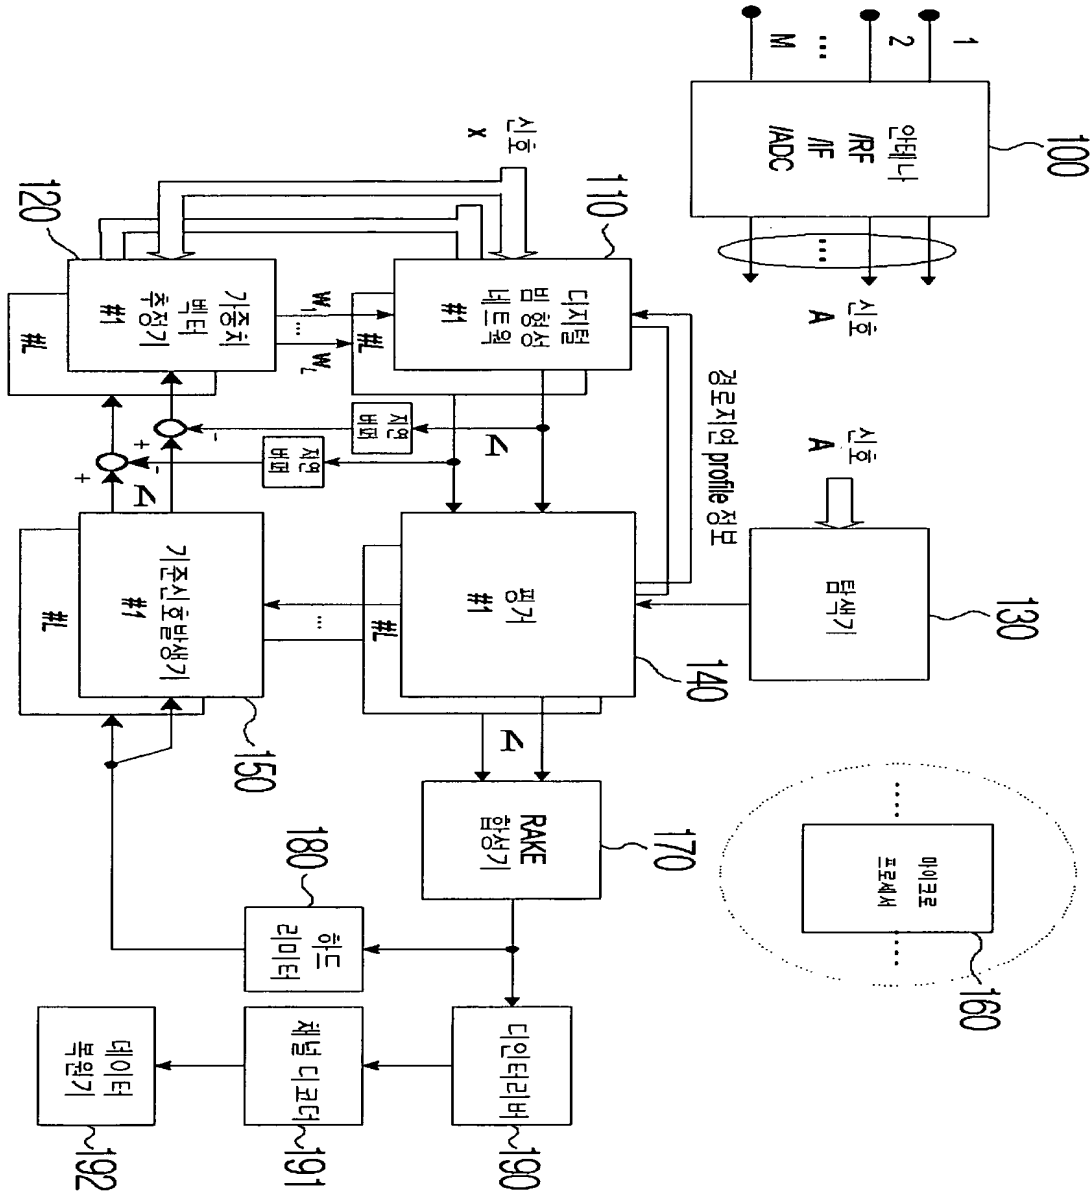 1
2
...
M
안테나
/RF
/IF
/ADC
100
...
신호
A
신호
A
탐색기
130
마이크로
프로세서
160
신호
x
110
디지털
빔 형성
네트웍
#1
#L
경로지연 profile 정보
핑거
#1
#L
140
RAKE
합성기
170
디인터리버
190
120
가중치
벡터
추정기
#1
#L
w1
...
wL
지연
버퍼
지연
버퍼
-
+
-
+
기준신호발생기
#1
#L
150
...
하드
리미터
180
채널 디코더
191
데이터
복원기
192